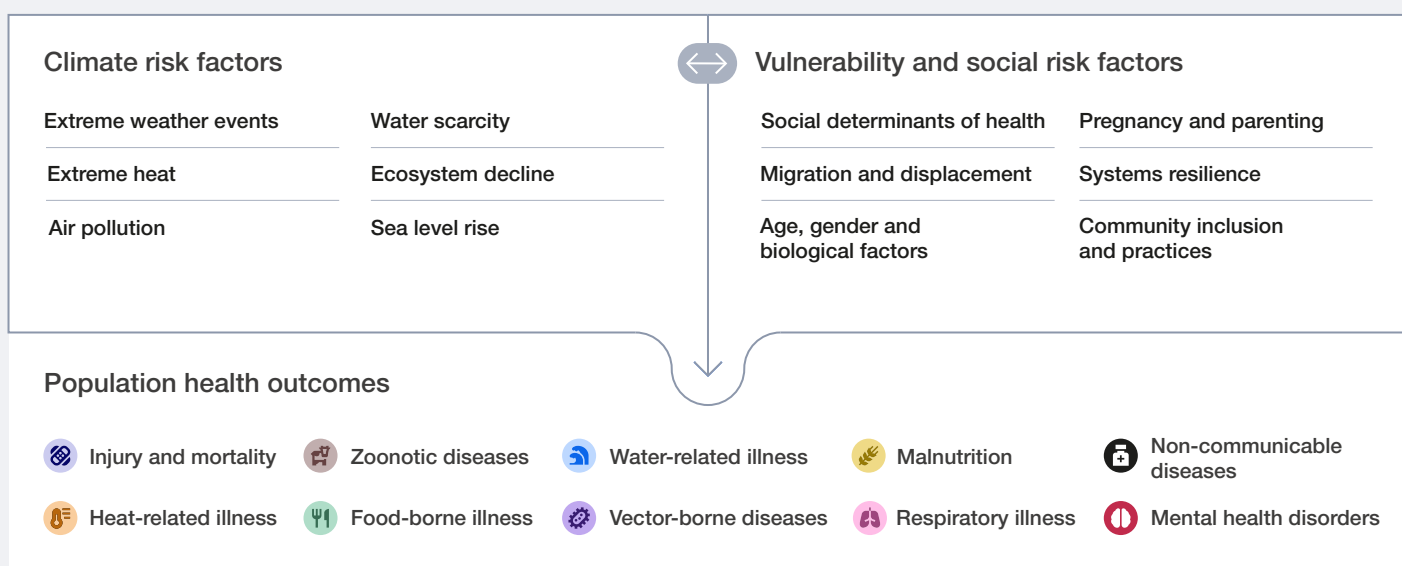 Climate risk factors
Extreme weather events
Water scarcity
Extreme heat
Ecosystem decline
Air pollution
Sea level rise
Vulnerability and social risk factors
Social determinants of health
Pregnancy and parenting
Migration and displacement
Systems resilience
Age, gender and
biological factors
Community inclusion
and practices
Population health outcomes
Injury and mortality
Zoonotic diseases
Water-related illness
Malnutrition
Non-communicable
diseases
Heat-related illness
Food-borne illness
Vector-borne diseases
Respiratory illness
Mental health disorders